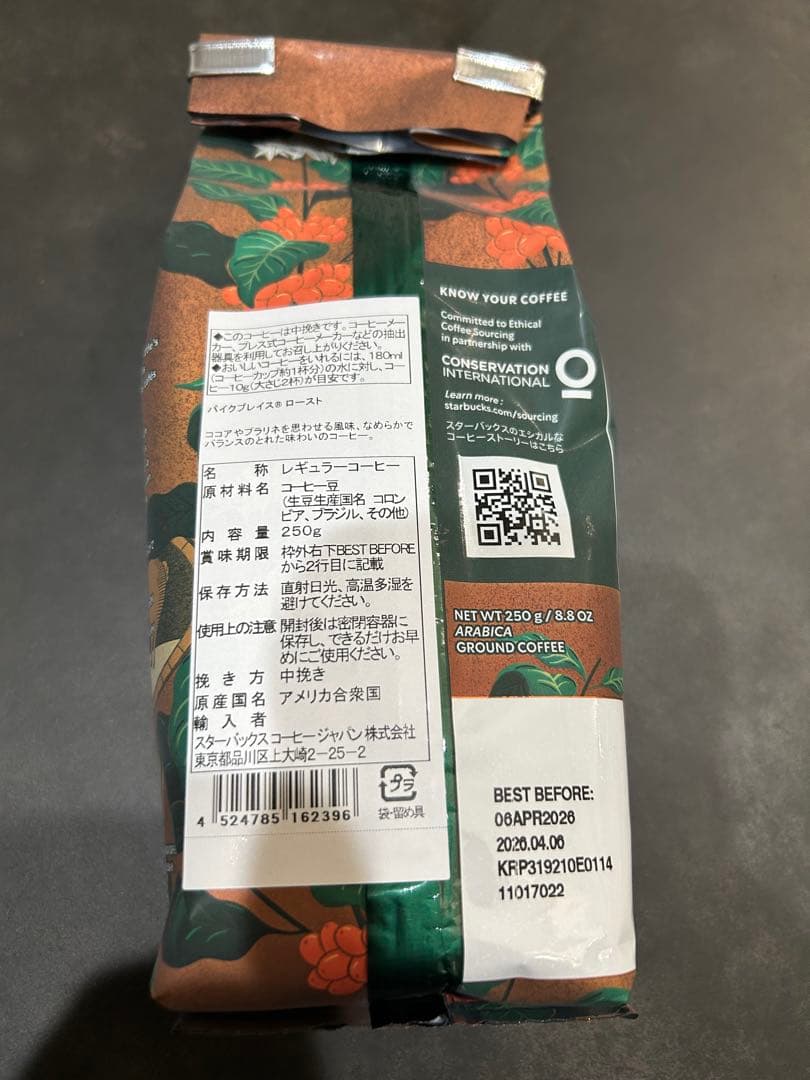 ◆このコーヒーは中挽きです。コーヒーメー
カー、プレス式コーヒーメーカーなどの抽出
器具を利用してお召し上がりください。
◆おいしいコーヒーをいれるには、180ml
(コーヒーカップ約1杯分)の水に対し、コー
ヒー10g(大さじ2杯)が目安です。
パイクプレイス® ロースト
ココアやプラリネを思わせる風味、なめらかで
バランスのとれた味わいのコーヒー。
名称 レギュラーコーヒー
原材料名 コーヒー豆
(生豆生産国名 コロン
ビア、ブラジル、その他)
内容量 250g
賞味期限 枠外右下BEST BEFORE
から2行目に記載
保存方法 直射日光、高温多湿を
避けてください。
使用上の注意 開封後は密閉容器に
保存し、できるだけお早
めにご使用ください。
挽き方 中挽き
原産国名 アメリカ合衆国
輸入者
スターバックス コーヒー ジャパン 株式会社
東京都品川区上大崎2-25-2
4 524785 162396
プラ
袋・留め具
KNOW YOUR COFFEE
Committed to Ethical
Coffee Sourcing
in partnership with
CONSERVATION
INTERNATIONAL
Learn more:
starbucks.com/sourcing
スターバックスのエシカルな
コーヒーストーリーはこちら
NET WT 250 g / 8.8 OZ
ARABICA
GROUND COFFEE
BEST BEFORE:
06APR2026
2026.04.06
KRP319210E0114
11017022